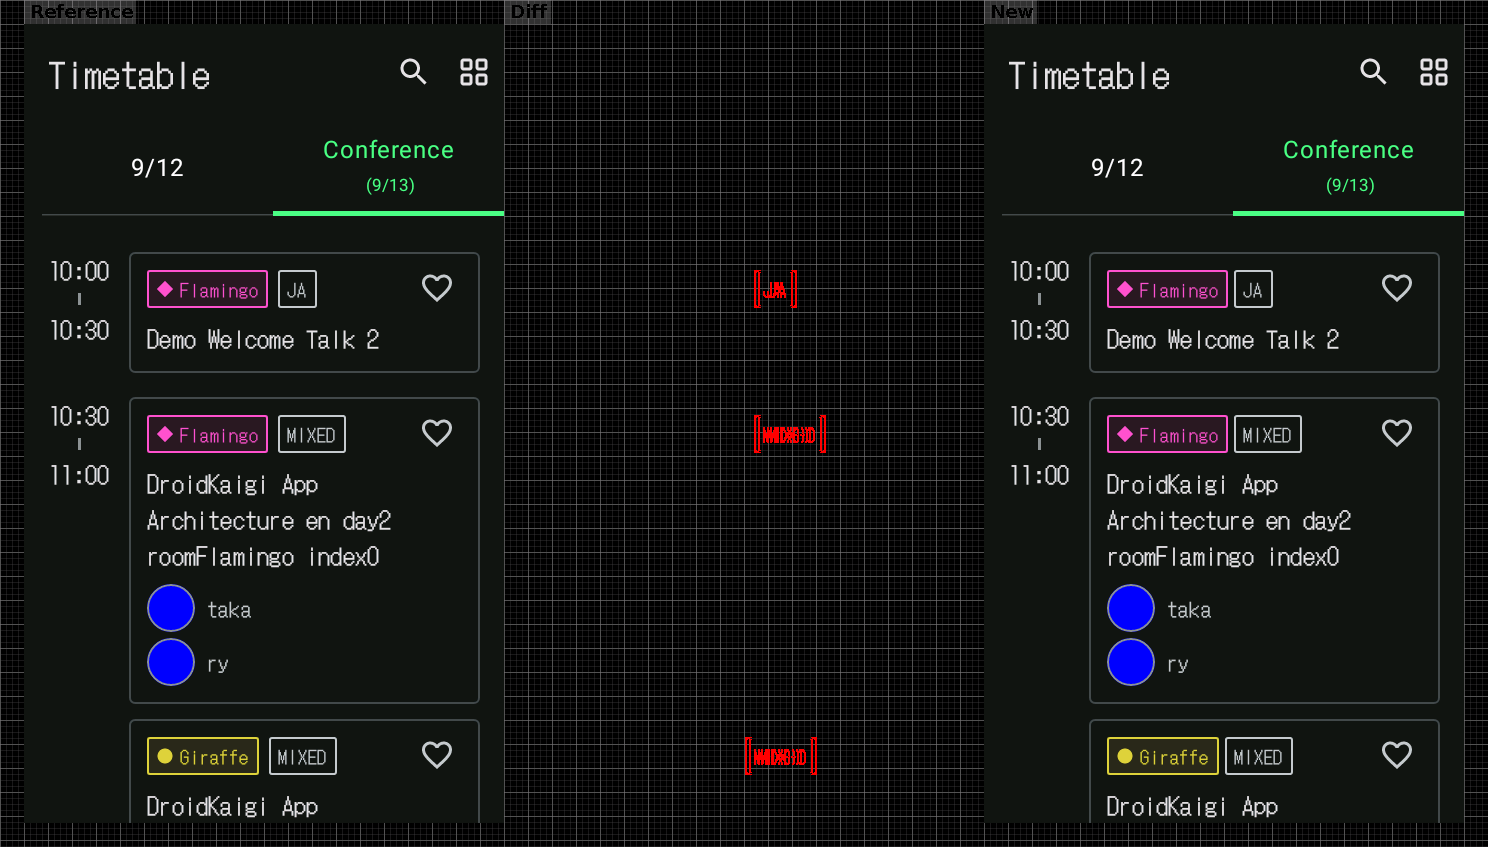 Reference
Timetable
9/12
Conference
(9/13)
10:00
10:30
Flamingo
JA
Demo Welcome Talk 2
10:30
11:00
Flamingo
MIXED
DroidKaigi App
Architecture en day2
roomFlamingo index0
taka
ry
Giraffe
MIXED
DroidKaigi App
Diff
New
Timetable
9/12
Conference
(9/13)
10:00
10:30
Flamingo
JA
Demo Welcome Talk 2
10:30
11:00
Flamingo
MIXED
DroidKaigi App
Architecture en day2
roomFlamingo index0
taka
ry
Giraffe
MIXED
DroidKaigi App